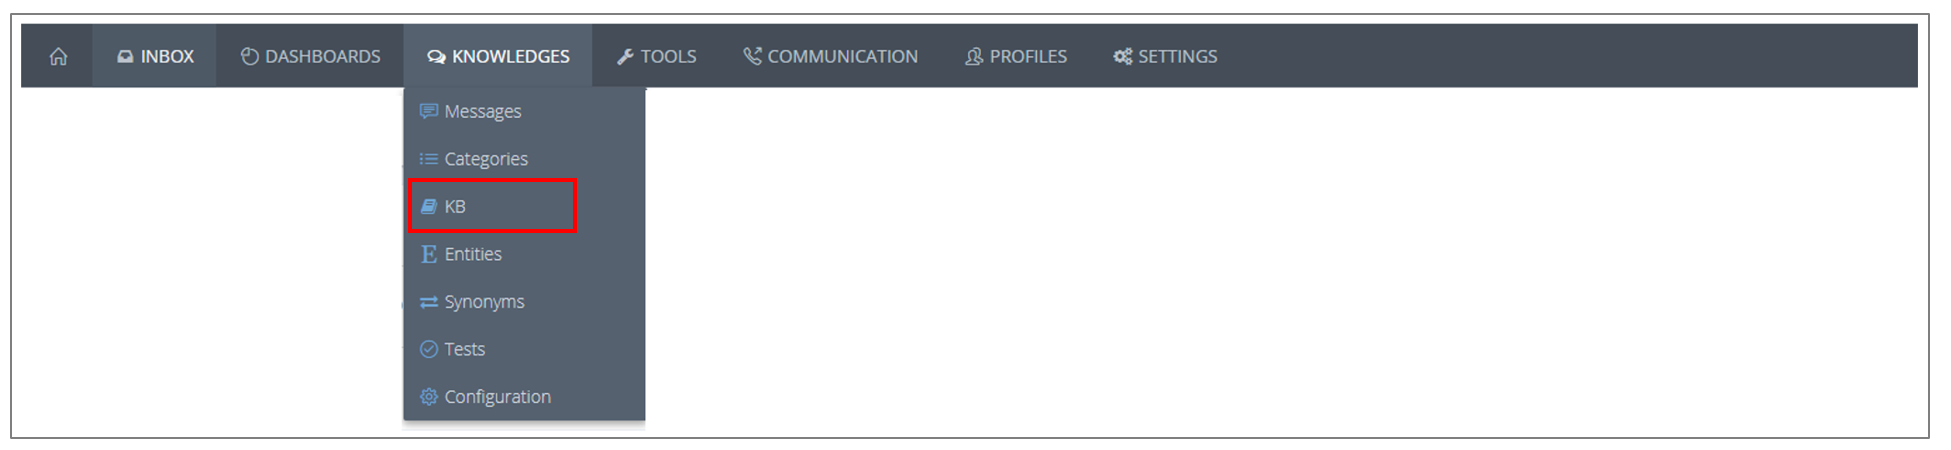 INBOX DASHBOARDS KNOWLEDGES TOOLS COMMUNICATION PROFILES SETTINGS
Messages
Categories
KB
Entities
Synonyms
Tests
Configuration